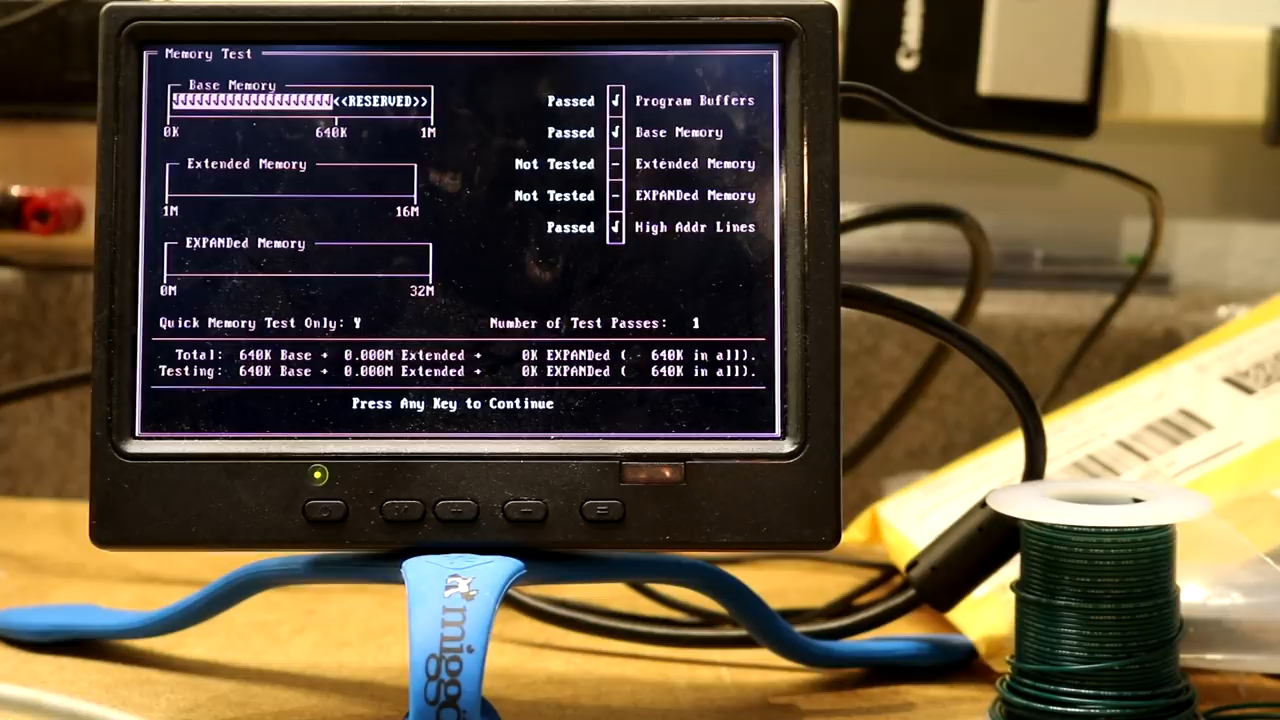 Memory Test
Base Memory
<<RESERVED>>
0K 640K 1M
Extended Memory
1M 16M
EXPANDed Memory
0M 32M
Passed √ Program Buffers
Passed √ Base Memory
Not Tested - Extended Memory
Not Tested - EXPANDed Memory
Passed √ High Addr Lines
Quick Memory Test Only: Y Number of Test Passes: 1
Total: 640K Base + 0.000M Extended + 0K EXPANDed ( 640K in all).
Testing: 640K Base + 0.000M Extended + 0K EXPANDed ( 640K in all).
Press Any Key to Continue
miggo